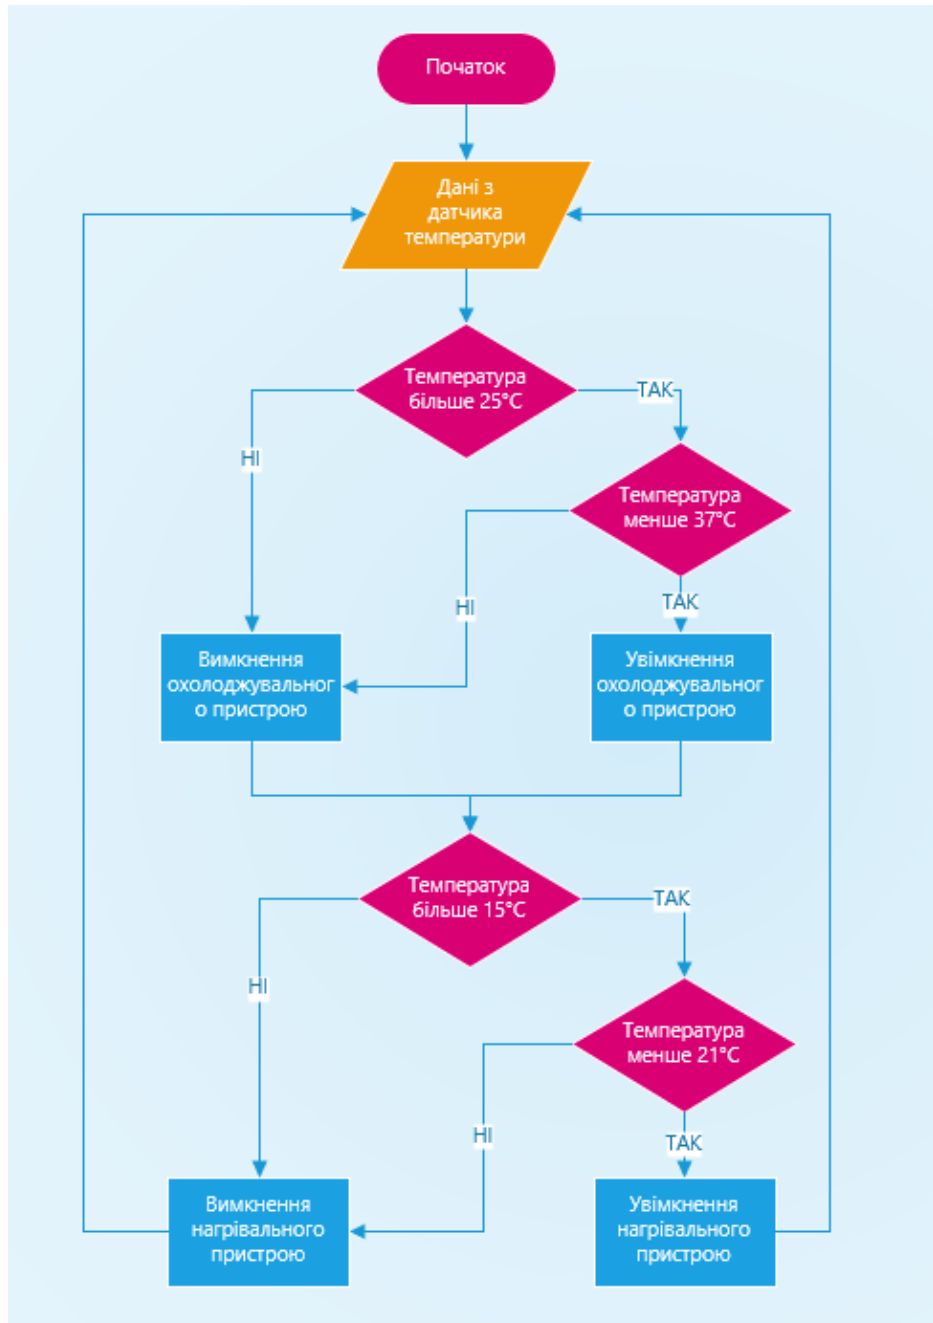 Початок
Дані з
датчика
температури
Температура
більше 25°C
ТАК
НІ
Температура
менше 37°C
НІ
ТАК
Вимкнення
охолоджувальног
о пристрою
Увімкнення
охолоджувальног
о пристрою
Температура
більше 15°C
ТАК
НІ
Температура
менше 21°C
НІ
ТАК
Вимкнення
нагрівального
пристрою
Увімкнення
нагрівального
пристрою